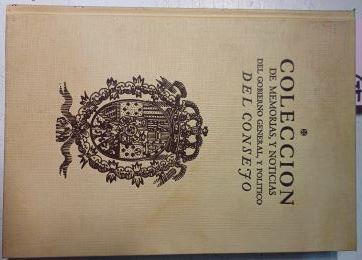 COLECCION
DE MEMORIAS, Y NOTICIAS
DEL GOBIERNO GENERAL, Y POLITICO
DEL CONSEJO